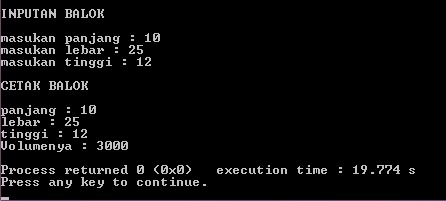 INPUTAN BALOK
masukan panjang : 10
masukan lebar : 25
masukan tinggi : 12
CETAK BALOK
panjang : 10
lebar : 25
tinggi : 12
Volumenya : 3000
Process returned 0 (0x0)   execution time : 19.774 s
Press any key to continue.